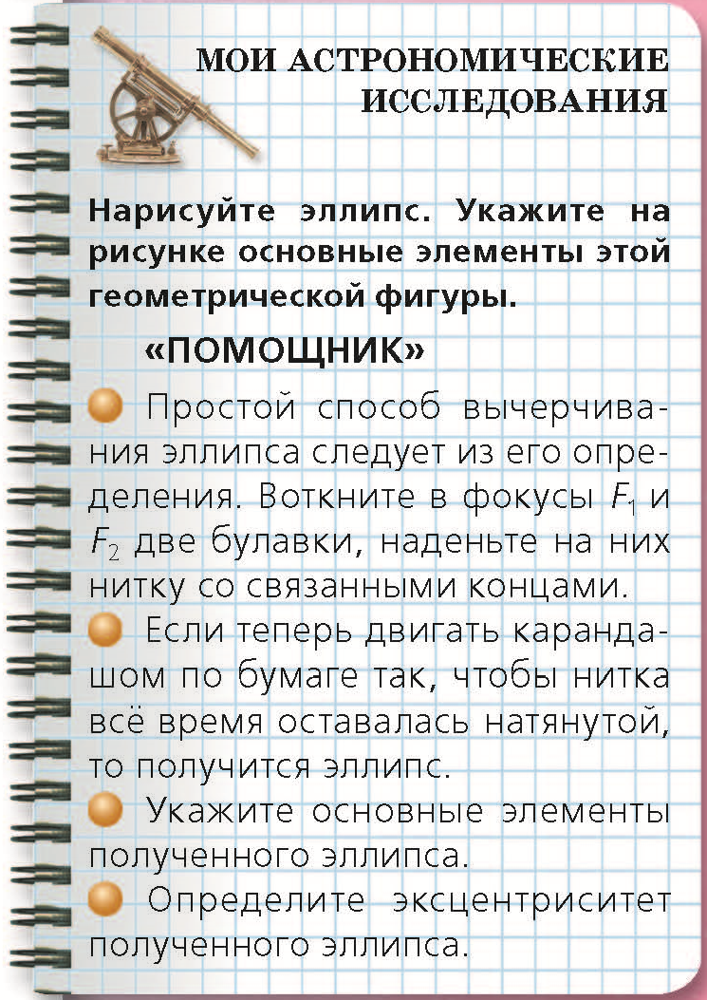 МОИ АСТРОНОМИЧЕСКИЕ
ИССЛЕДОВАНИЯ
Нарисуйте эллипс. Укажите на
рисунке основные элементы этой
геометрической фигуры.
«ПОМОЩНИК»
Простой способ вычерчива-
ния эллипса следует из его опре-
деления. Воткните в фокусы F₁ и
F₂ две булавки, наденьте на них
нитку со связанными концами.
Если теперь двигать каранда-
шом по бумаге так, чтобы нитка
всё время оставалась натянутой,
то получится эллипс.
Укажите основные элементы
полученного эллипса.
Определите эксцентриситет
полученного эллипса.